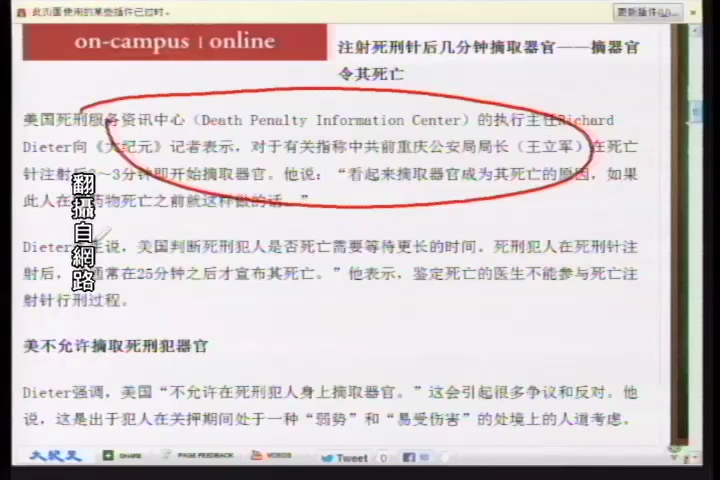 此页面使用的某些插件已过时。
更新插件(U)...
on-campus | online
注射死刑针后几分钟摘取器官——摘器官
令其死亡
美国死刑服务资讯中心（Death Penalty Information Center）的执行主任Richard
Dieter向《大纪元》记者表示，对于有关指称中共前重庆公安局局长（王立军）在死亡
针注射后2～3分钟即开始摘取器官。他说：“看起来摘取器官成为其死亡的原因，如果
此人在 药物死亡之前就这样做的话。”
Dieter 说，美国判断死刑犯人是否死亡需要等待更长的时间。死刑犯人在死刑针注
射后， 通常在25分钟之后才宣布其死亡。”他表示，鉴定死亡的医生不能参与死亡注
射针行刑过程。
美不允许摘取死刑犯器官
Dieter强调，美国“不允许在死刑犯人身上摘取器官。”这会引起很多争议和反对。他
说，这是出于犯人在关押期间处于一种“弱势”和“易受伤害”的处境上的人道考虑。
翻攝自網路
大纪元
SHARE
PAGE FEEDBACK
VIDEOS
Tweet
0